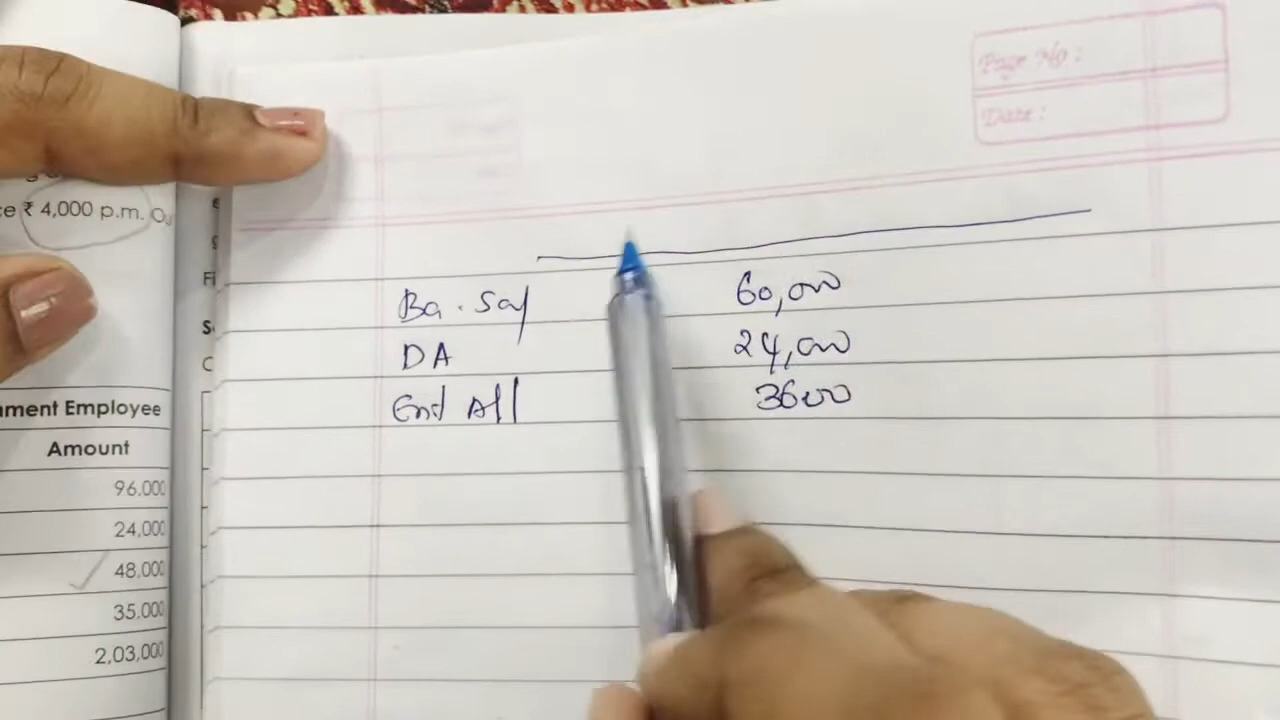 Page No :
Date :
ce ₹ 4,000 p.m.
Ba. Sal 60,000
DA 24,000
Ent All 3600
nment Employee
Amount
96,000
24,000
48,000
35,000
2,03,000